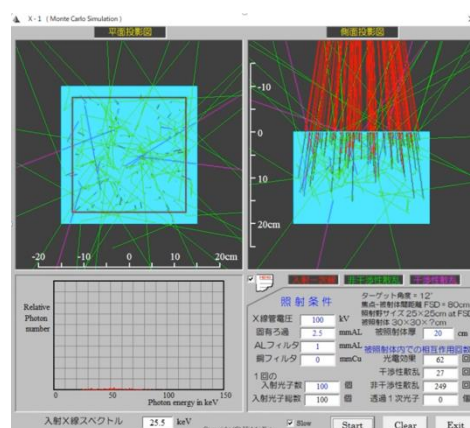 X - 1 ( Monte Carlo Simulation )
平面投影図
側面投影図
-10
0
10
20cm
-20 -10 0 10 20cm
Relative
Photon
number
0 50 100 150
Photon energy in keV
入射X線スペクトル 25.5 keV
入射一次線 非干渉性散乱 干渉性散乱
照 射 条 件
ターゲット角度 = 12°
焦点-被射体間距離 FSD = 80cm
照射野サイズ 25×25cm at FSD
被照射体 30×30×?cm
X線管電圧 100 kV
固有ろ過 2.5 mmAL
ALフィルタ 1 mmAL
銅フィルタ 0 mmCu
1回の
入射光子数 100 個
入射光子総数 100 個
被照射体厚 20 cm
被照射体内での相互作用回数
光電効果 62 回
干渉性散乱 27 回
非干渉性散乱 249 回
透過1次光子 0 個
Slow Start Clear Exit